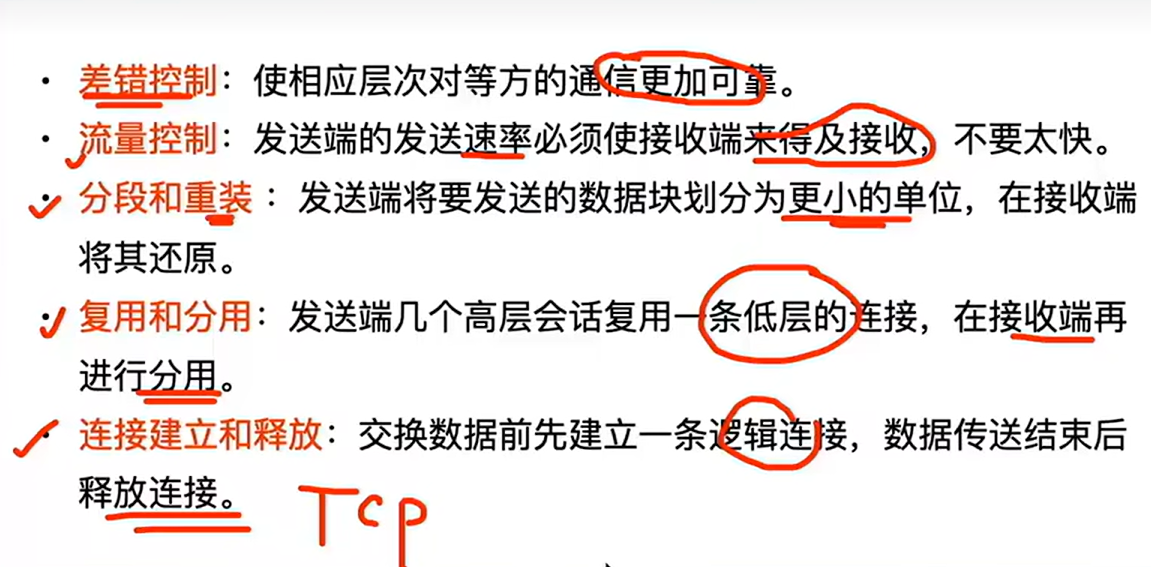 • 差错控制：使相应层次对等方的通信更加可靠。
• 流量控制：发送端的发送速率必须使接收端来得及接收，不要太快。
• 分段和重装：发送端将要发送的数据块划分为更小的单位，在接收端
将其还原。
• 复用和分用：发送端几个高层会话复用一条低层的连接，在接收端再
进行分用。
• 连接建立和释放：交换数据前先建立一条逻辑连接，数据传送结束后
释放连接。
TCP